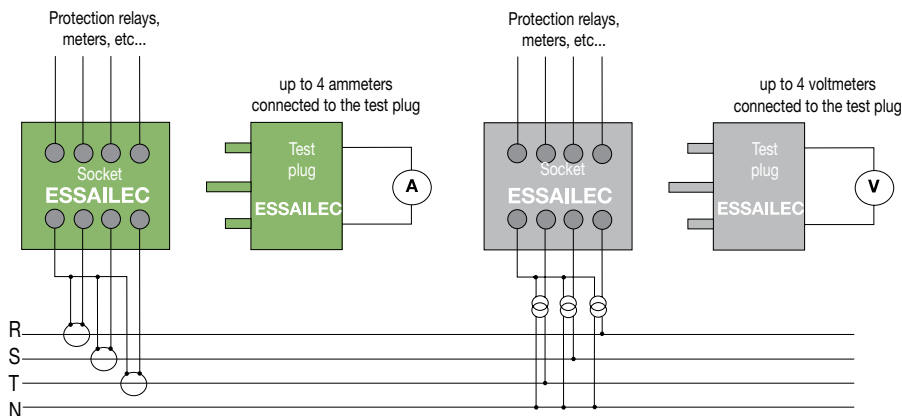 Protection relays,
meters, etc...
up to 4 ammeters
connected to the test plug
Socket
ESSAILEC
Test
plug
ESSAILEC
A
Protection relays,
meters, etc...
up to 4 voltmeters
connected to the test plug
Socket
ESSAILEC
Test
plug
ESSAILEC
V
R
S
T
N